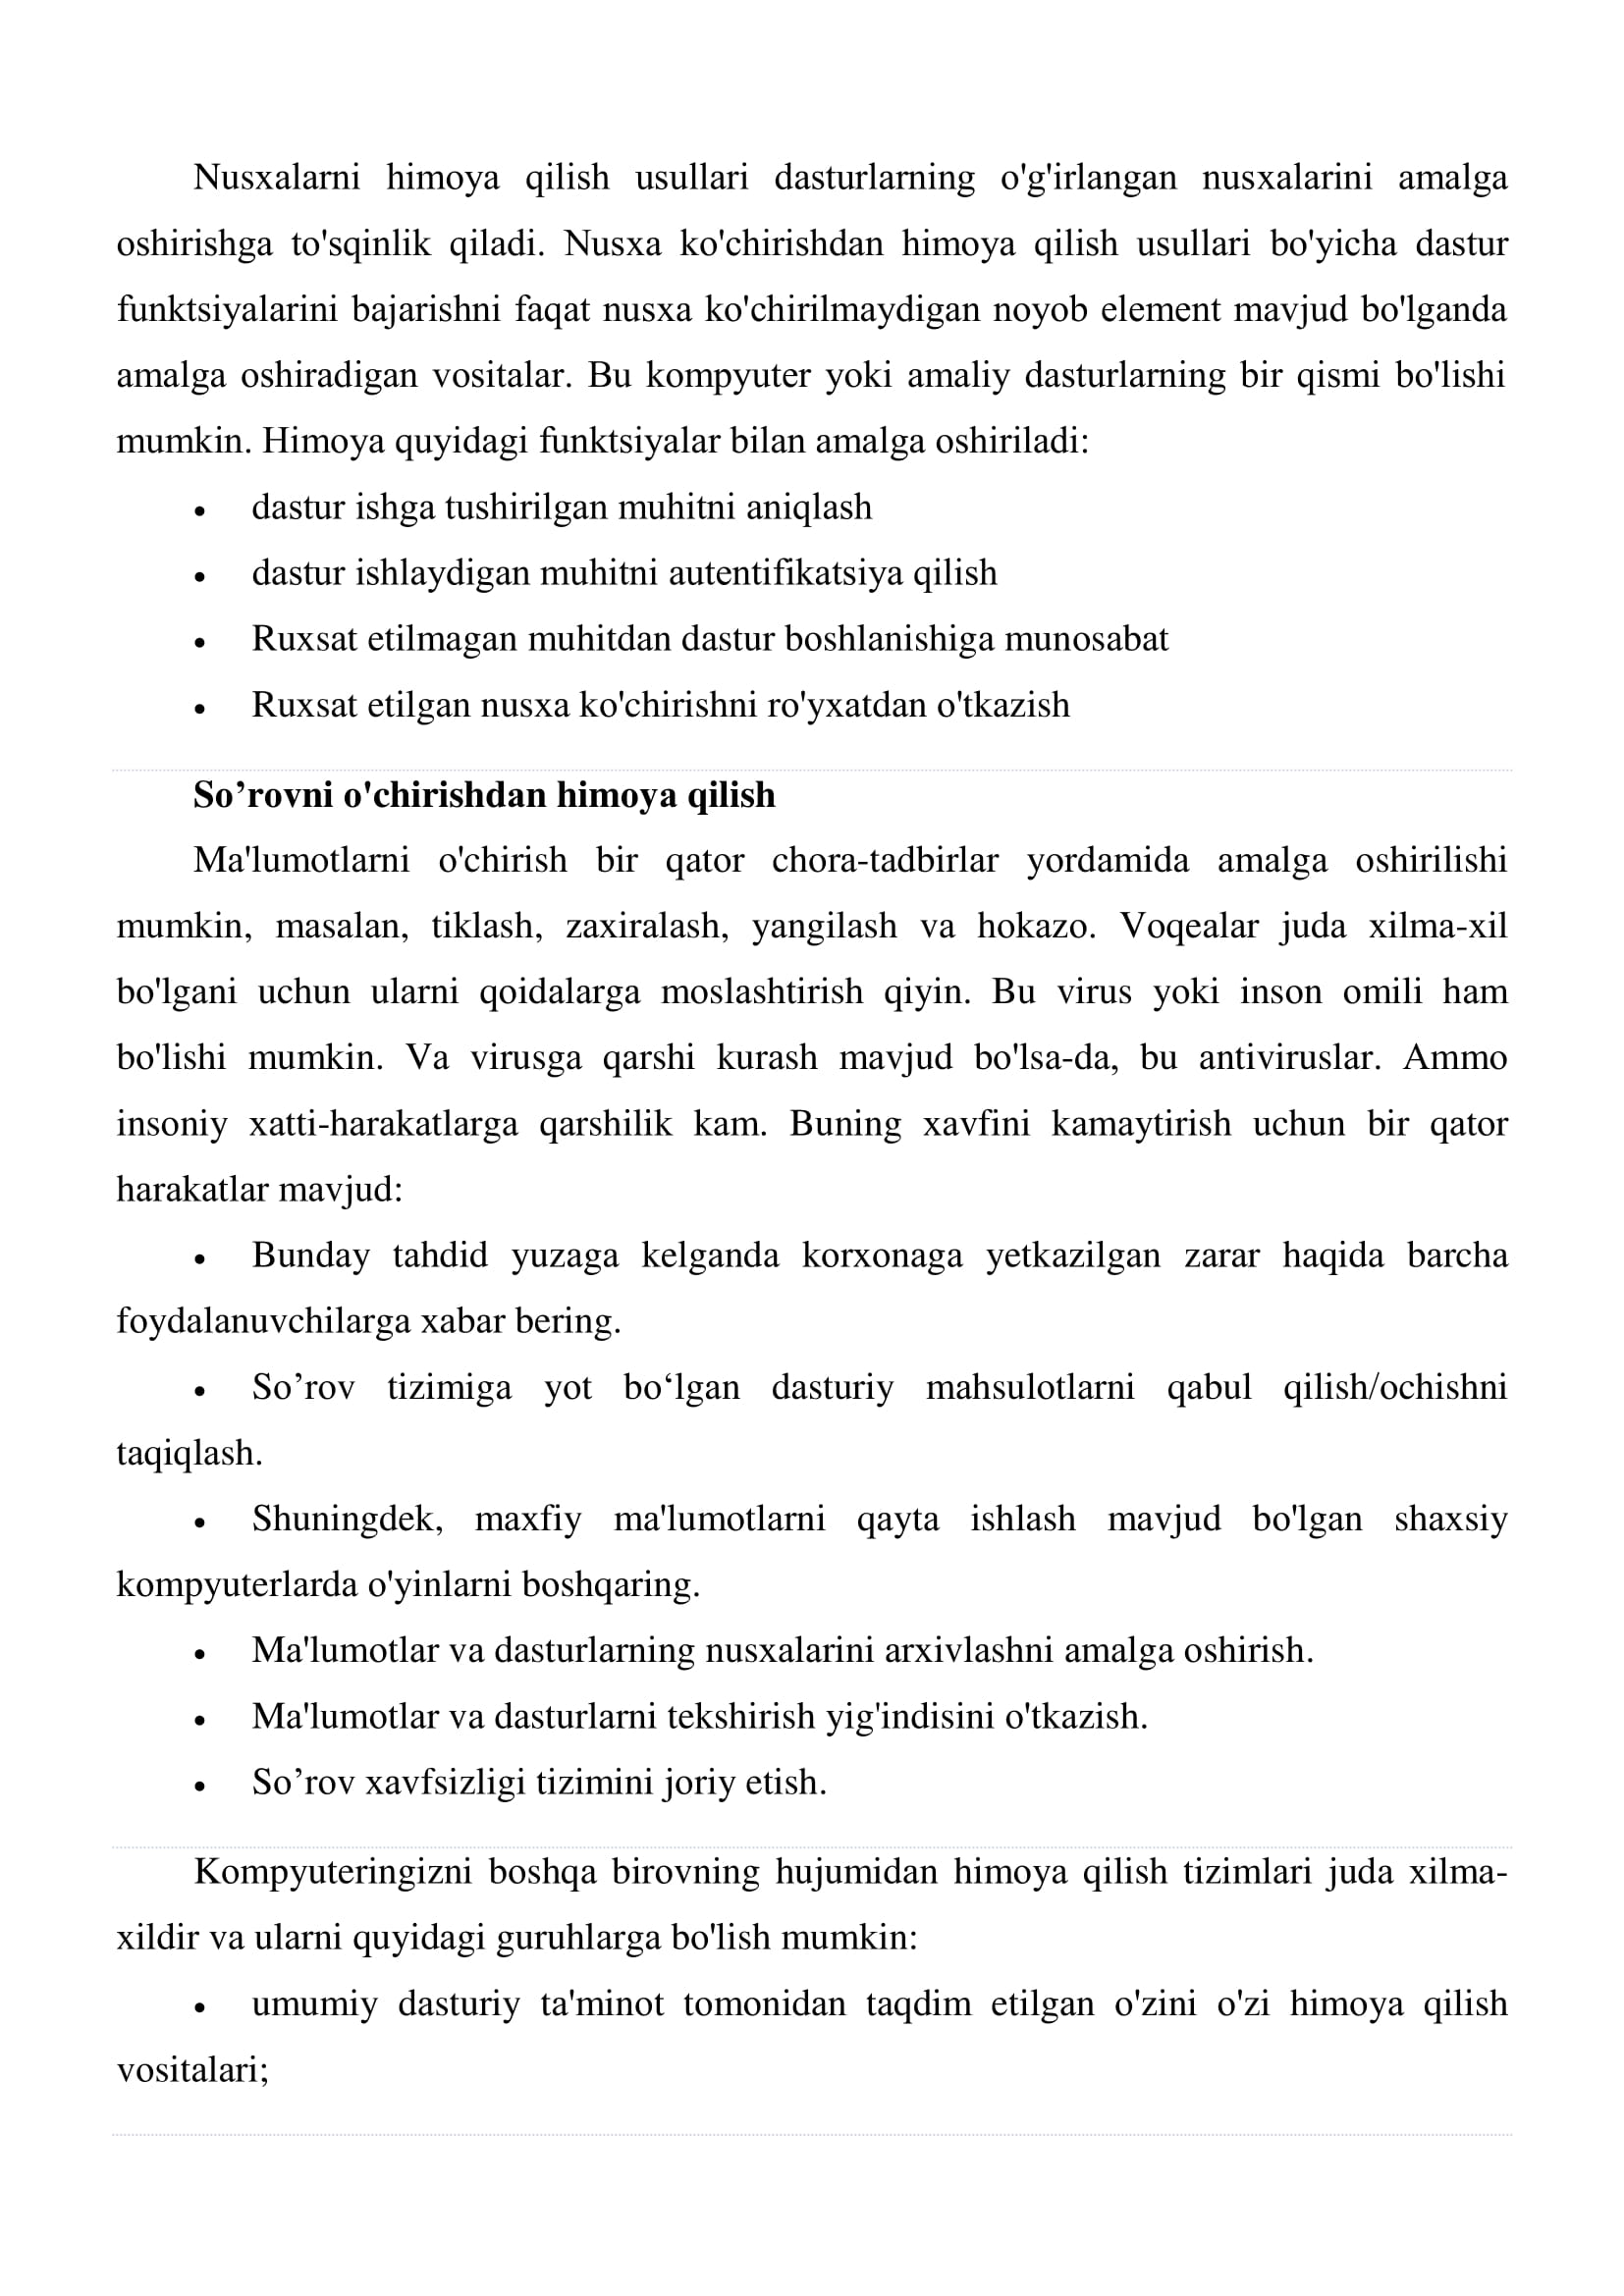 Nusxalarni himoya qilish usullari dasturlarning o'g'irlangan nusxalarini amalga
oshirishga to'sqinlik qiladi. Nusxa ko'chirishdan himoya qilish usullari bo'yicha dastur
funktsiyalarini bajarishni faqat nusxa ko'chirilmaydigan noyob element mavjud bo'lganda
amalga oshiradigan vositalar. Bu kompyuter yoki amaliy dasturlarning bir qismi bo'lishi
mumkin. Himoya quyidagi funktsiyalar bilan amalga oshiriladi:
• dastur ishga tushirilgan muhitni aniqlash
• dastur ishlaydigan muhitni autentifikatsiya qilish
• Ruxsat etilmagan muhitdan dastur boshlanishiga munosabat
• Ruxsat etilgan nusxa ko'chirishni ro'yxatdan o'tkazish
So’rovni o'chirishdan himoya qilish
Ma'lumotlarni o'chirish bir qator chora-tadbirlar yordamida amalga oshirilishi
mumkin, masalan, tiklash, zaxiralash, yangilash va hokazo. Voqealar juda xilma-xil
bo'lgani uchun ularni qoidalarga moslashtirish qiyin. Bu virus yoki inson omili ham
bo'lishi mumkin. Va virusga qarshi kurash mavjud bo'lsa-da, bu antiviruslar. Ammo
insoniy xatti-harakatlarga qarshilik kam. Buning xavfini kamaytirish uchun bir qator
harakatlar mavjud:
• Bunday tahdid yuzaga kelganda korxonaga yetkazilgan zarar haqida barcha
foydalanuvchilarga xabar bering.
• So’rov tizimiga yot bo‘lgan dasturiy mahsulotlarni qabul qilish/ochishni
taqiqlash.
• Shuningdek, maxfiy ma'lumotlarni qayta ishlash mavjud bo'lgan shaxsiy
kompyuterlarda o'yinlarni boshqaring.
• Ma'lumotlar va dasturlarning nusxalarini arxivlashni amalga oshirish.
• Ma'lumotlar va dasturlarni tekshirish yig'indisini o'tkazish.
• So’rov xavfsizligi tizimini joriy etish.
Kompyuteringizni boshqa birovning hujumidan himoya qilish tizimlari juda xilma-
xildir va ularni quyidagi guruhlarga bo'lish mumkin:
• umumiy dasturiy ta'minot tomonidan taqdim etilgan o'zini o'zi himoya qilish
vositalari;